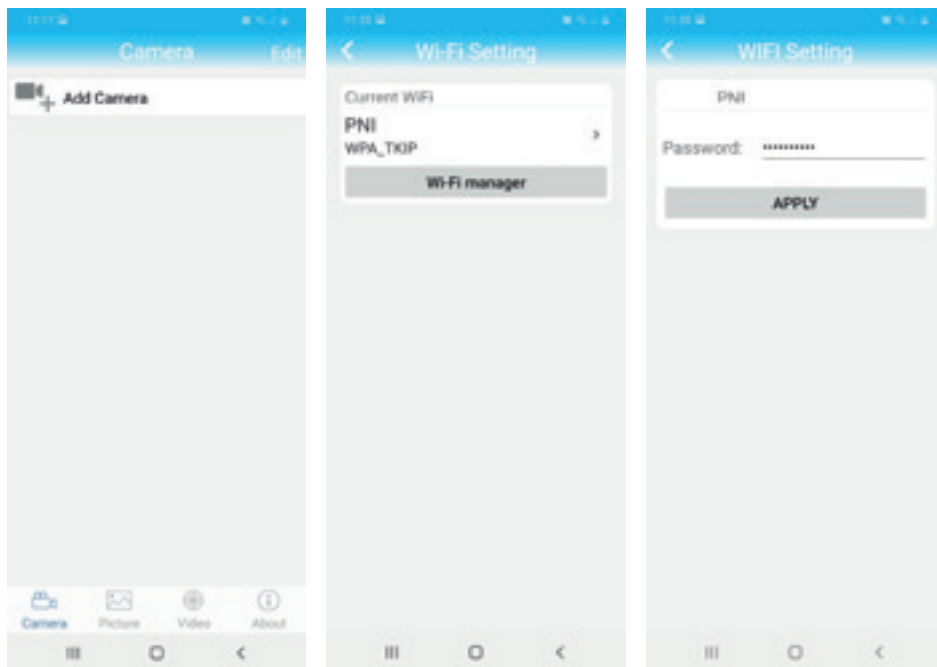 Camera
Edit
Add Camera
Camera
Picture
Video
About
Wi-Fi Setting
Current WiFi
PNI
WPA_TKIP
Wi-Fi manager
WIFI Setting
PNI
Password: ··········
APPLY